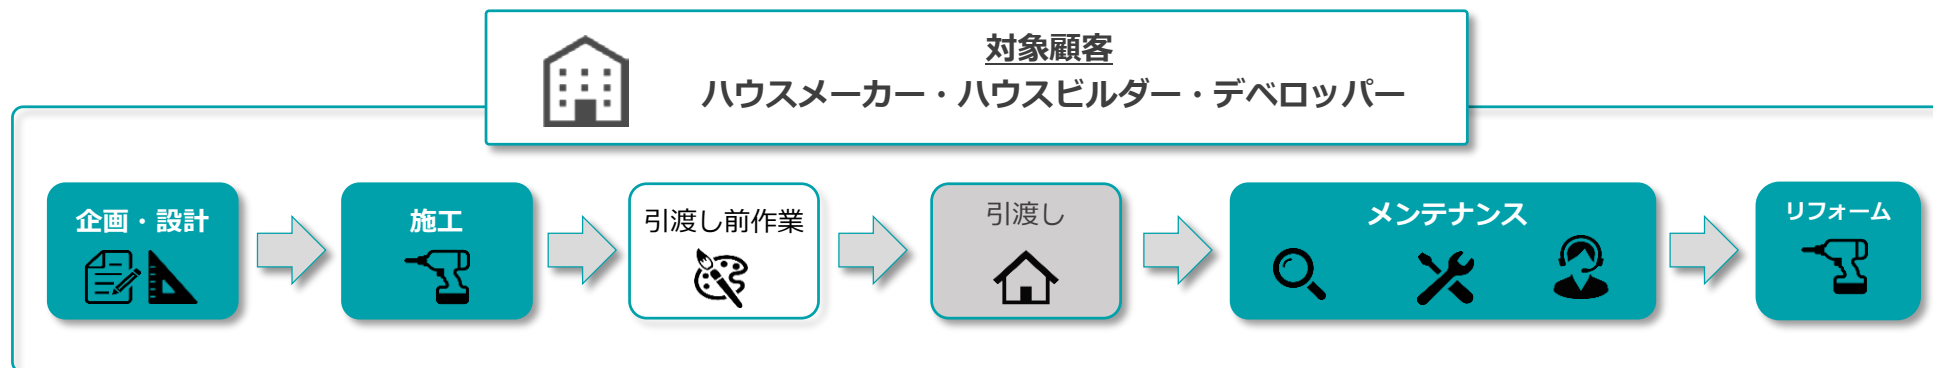 対象顧客
ハウスメーカー・ハウスビルダー・デベロッパー
企画・設計
施工
引渡し前作業
引渡し
メンテナンス
リフォーム